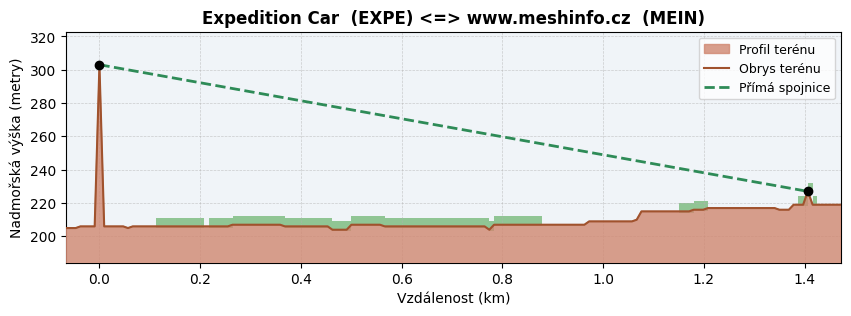 Expedition Car (EXPE) <=> www.meshinfo.cz (MEIN)
Profil terénu
Obrys terénu
Přímá spojnice
Nadmořská výška (metry)
320
300
280
260
240
220
200
0.0 0.2 0.4 0.6 0.8 1.0 1.2 1.4
Vzdálenost (km)